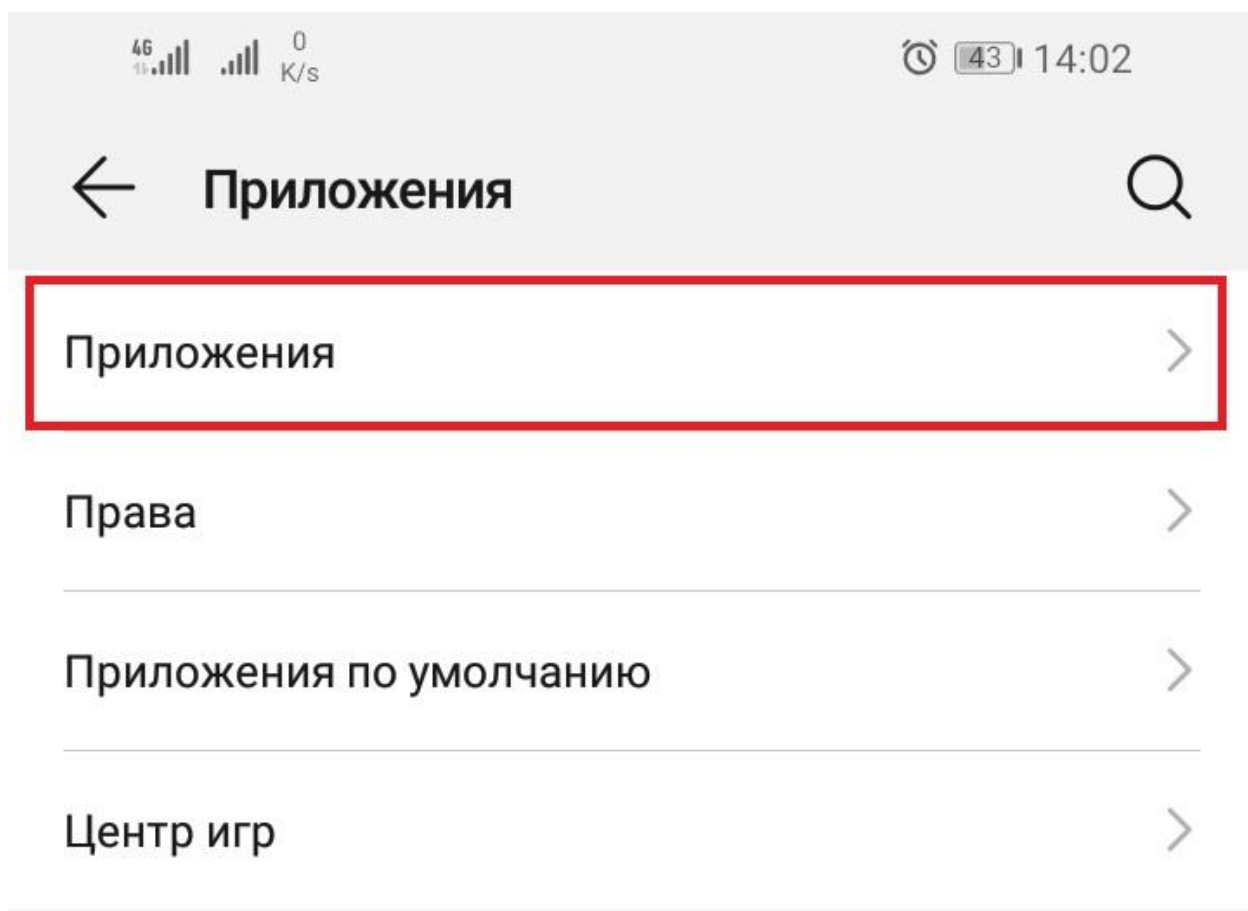 4G 0 K/s 43 14:02
Приложения
Приложения
Права
Приложения по умолчанию
Центр игр